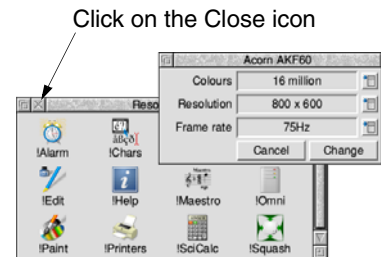 Click on the Close icon
Acorn AKF60
Colours 16 million
Resolution 800 x 600
Frame rate 75Hz
Cancel Change
Reso
!Alarm !Chars
!Edit !Help !Maestro !Omni
!Paint !Printers !SciCalc !Squash